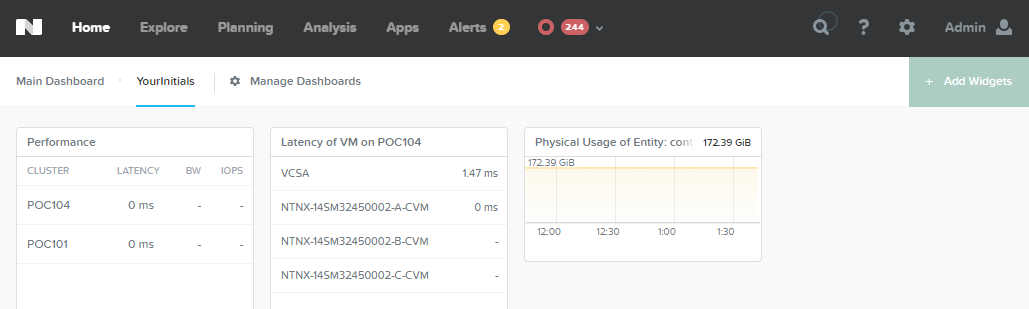 Home Explore Planning Analysis Apps Alerts 2 244 ? Admin
Main Dashboard · YourInitials Manage Dashboards + Add Widgets
Performance
CLUSTER LATENCY BW IOPS
POC104 0 ms - -
POC101 0 ms - -
Latency of VM on POC104
VCSA 1.47 ms
NTNX-14SM32450002-A-CVM 0 ms
NTNX-14SM32450002-B-CVM -
NTNX-14SM32450002-C-CVM -
Physical Usage of Entity: cont 172.39 GiB
172.39 GiB
12:00 12:30 1:00 1:30